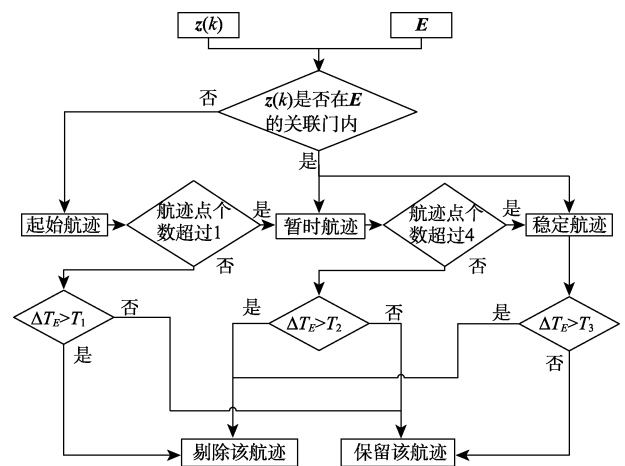 z(k)
E
z(k)是否在E
的关联门内
否
是
起始航迹
航迹点个
数超过1
是
暂时航迹
航迹点个
数超过4
是
稳定航迹
否
否
ΔT_E>T_1
否
是
是
ΔT_E>T_2
否
是
ΔT_E>T_3
否
剔除该航迹
保留该航迹